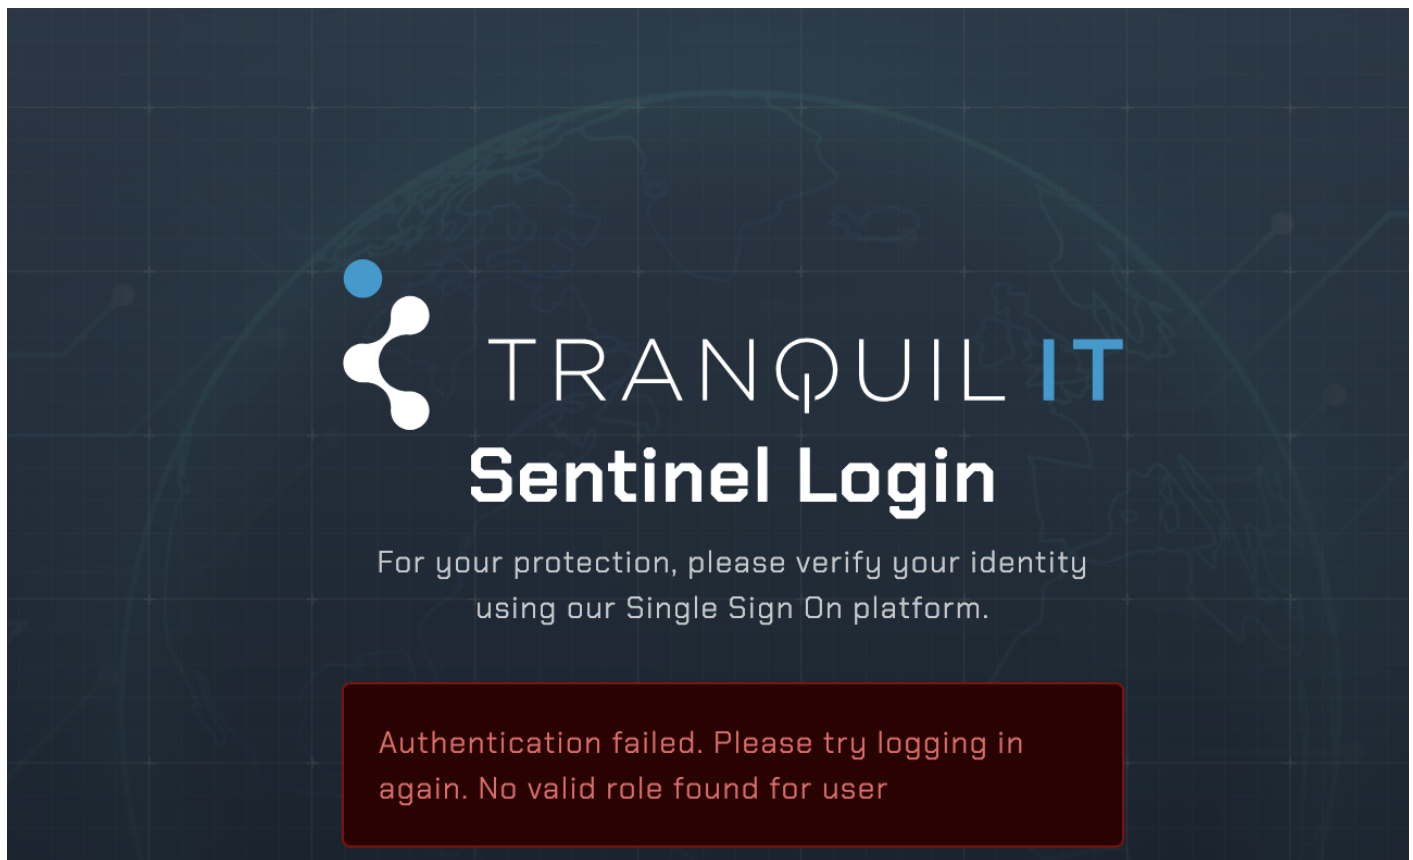 TRANQUIL IT
Sentinel Login
For your protection, please verify your identity
using our Single Sign On platform.
Authentication failed. Please try logging in
again. No valid role found for user